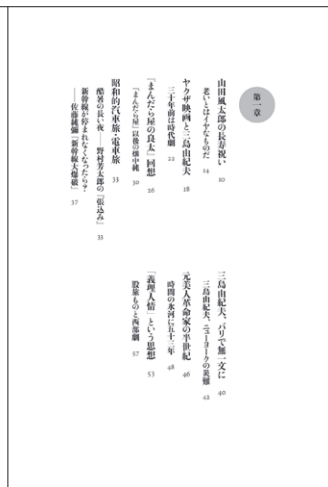 第一章
山田風太郎の長寿祝い 10
老いとはイヤなものだ 14
ヤクザ映画と三島由紀夫 18
三十年前は時代劇 22
『まんだら屋の良太』回想 26
『まんだら屋』以後の畑中純 30
昭和的汽車旅・電車旅 33
酷暑の長い夜——野村芳太郎の『張込み』 33
新幹線が停まれなくなったら?
——佐藤純彌『新幹線大爆破』 37
三島由紀夫、パリで無一文に 40
三島由紀夫、ニューヨークの憂鬱 42
元美人革命家の半世紀 46
時間の氷河に五十三年 48
「義理人情」という思想 53
股旅ものと西部劇 57